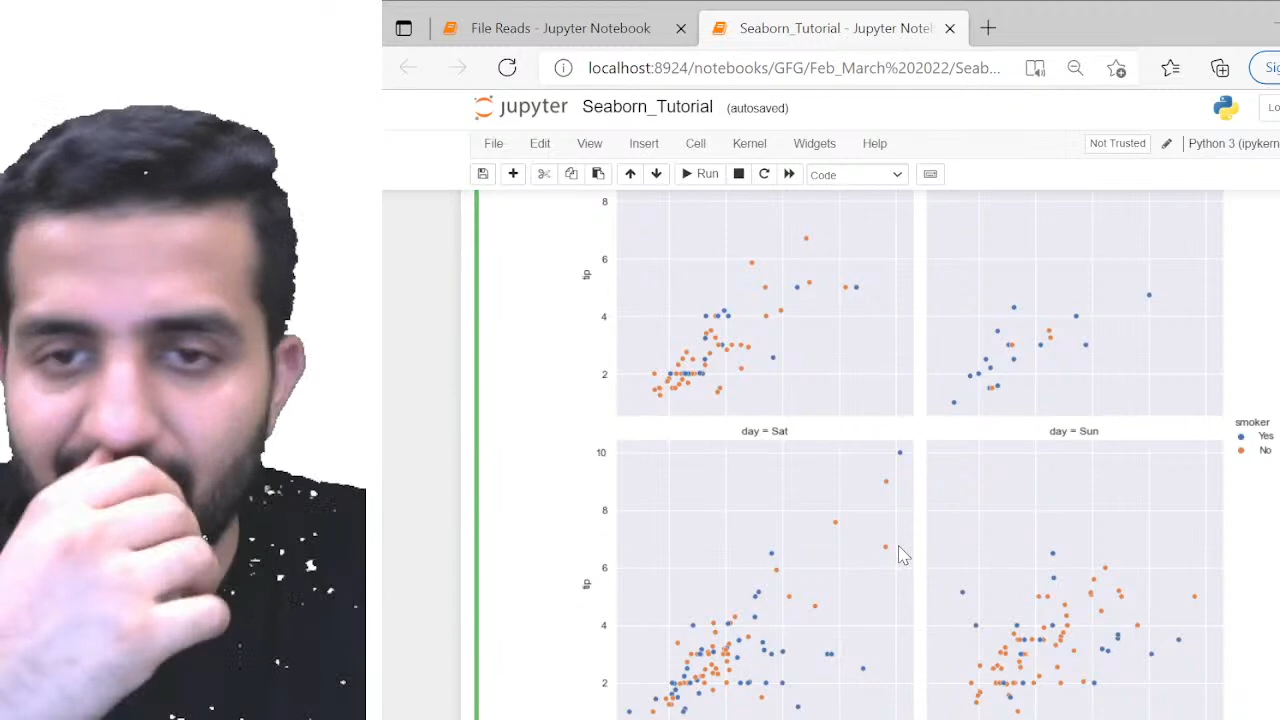 File Reads - Jupyter Notebook
Seaborn_Tutorial - Jupyter Note
localhost:8924/notebooks/GFG/Feb_March%202022/Seab...
jupyter Seaborn_Tutorial (autosaved)
File Edit View Insert Cell Kernel Widgets Help
Not Trusted
Python 3 (ipykern
Run
Code
8
6
tip
4
2
day = Sat
day = Sun
smoker
Yes
No
10
8
6
tip
4
2